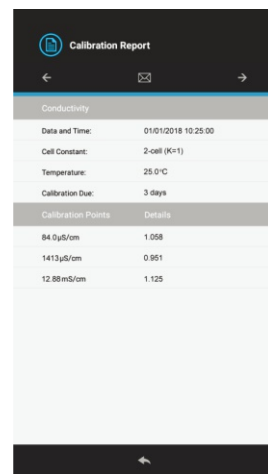 Calibration Report
Conductivity
Data and Time: 01/01/2018 10:25:00
Cell Constant: 2-cell (K=1)
Temperature: 25.0°C
Calibration Due: 3 days
Calibration Points Details
84.0µS/cm 1.058
1413µS/cm 0.951
12.88mS/cm 1.125